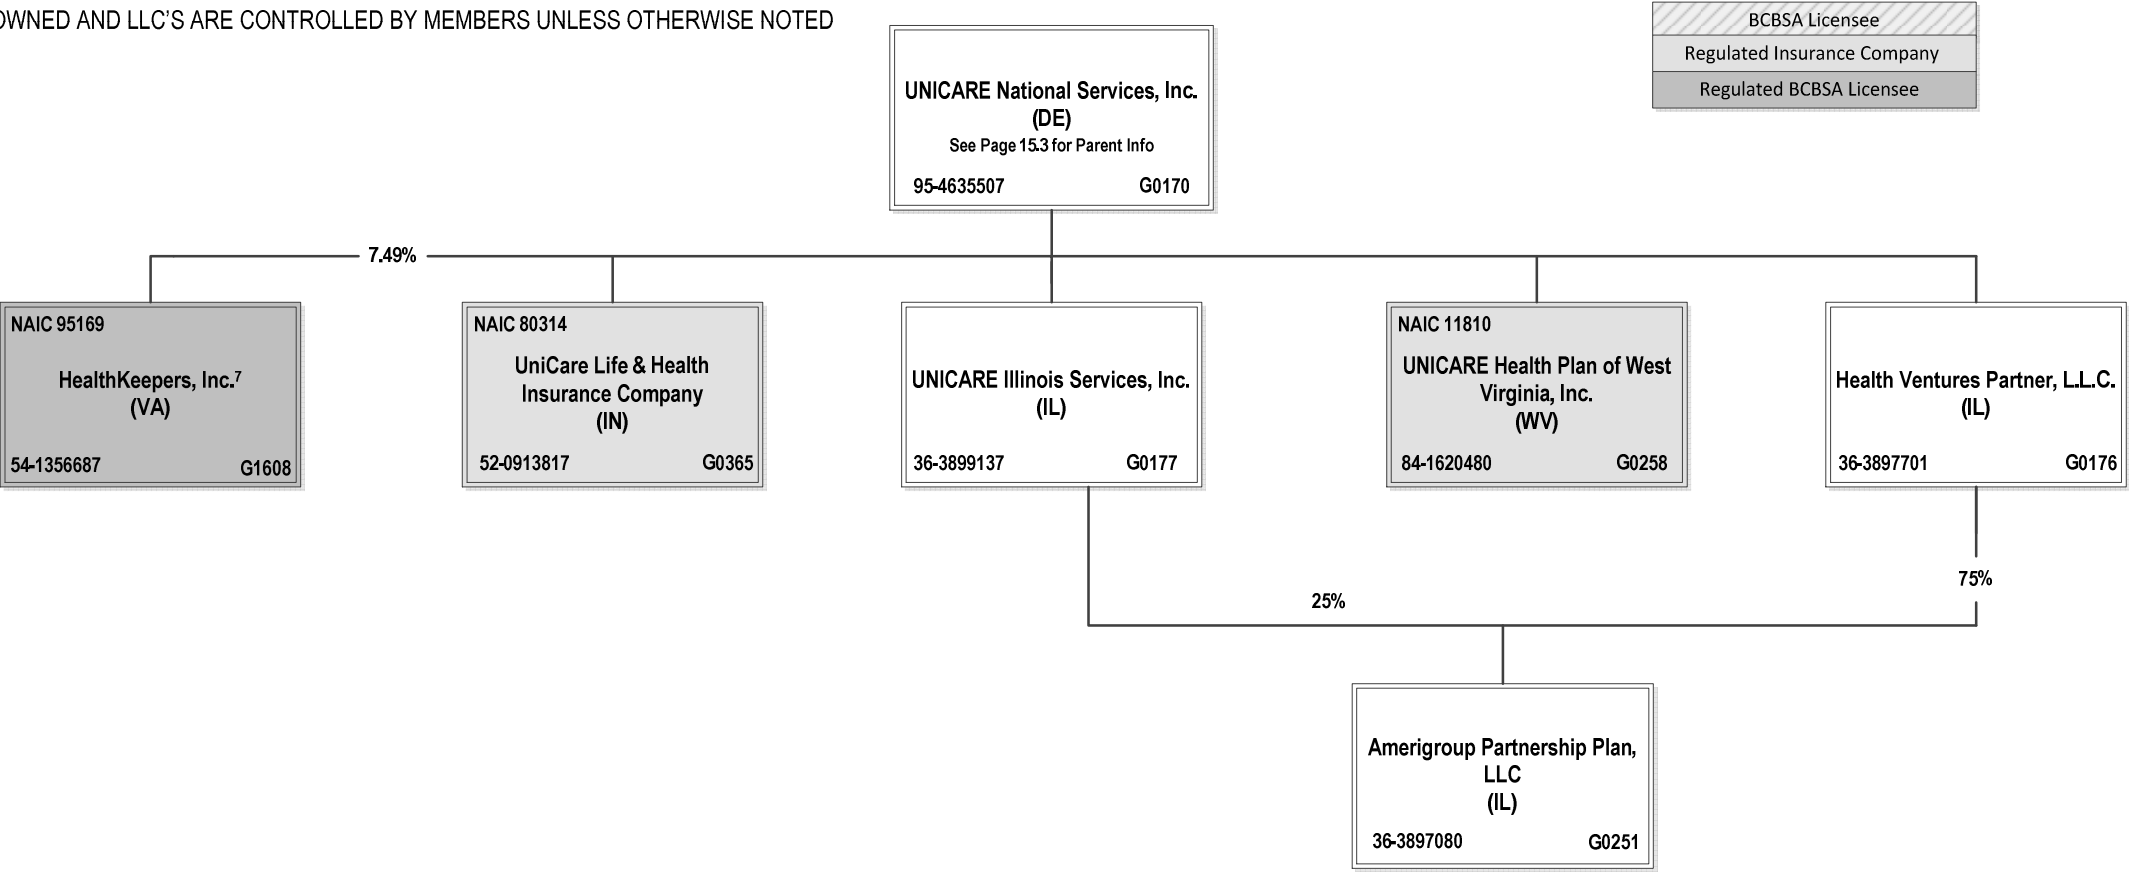 OWNED AND LLC'S ARE CONTROLLED BY MEMBERS UNLESS OTHERWISE NOTED
BCBSA Licensee
Regulated Insurance Company
Regulated BCBSA Licensee
UNICARE National Services, Inc.
(DE)
See Page 15.3 for Parent Info
95-4635507 G0170
7.49%
NAIC 95169
HealthKeepers, Inc.⁷
(VA)
54-1356687 G1608
NAIC 80314
UniCare Life & Health
Insurance Company
(IN)
52-0913817 G0365
UNICARE Illinois Services, Inc.
(IL)
36-3899137 G0177
NAIC 11810
UNICARE Health Plan of West
Virginia, Inc.
(WV)
84-1620480 G0258
Health Ventures Partner, L.L.C.
(IL)
36-3897701 G0176
75%
25%
Amerigroup Partnership Plan,
LLC
(IL)
36-3897080 G0251